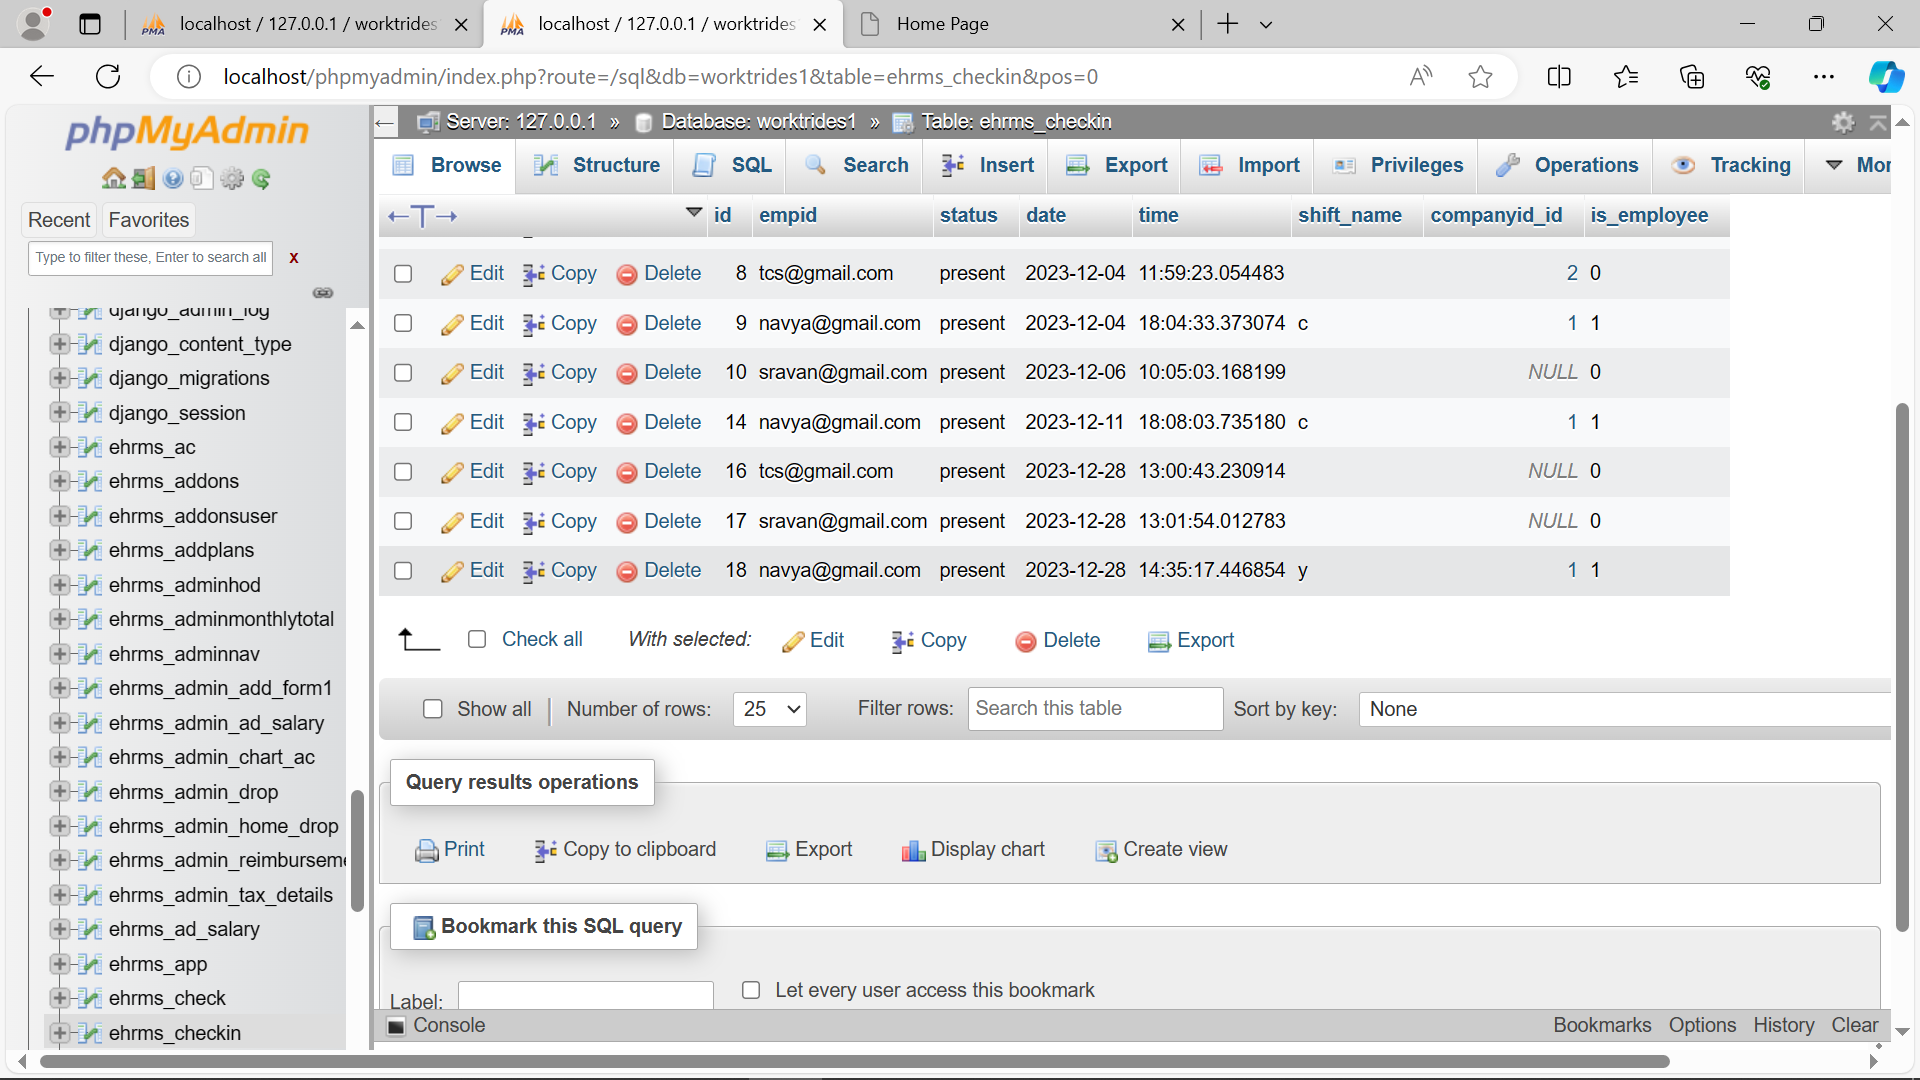 localhost / 127.0.0.1 / worktrides
localhost / 127.0.0.1 / worktrides
Home Page
localhost/phpmyadmin/index.php?route=/sql&db=worktrides1&table=ehrms_checkin&pos=0
phpMyAdmin
Recent
Favorites
Type to filter these, Enter to search all
X
django_admin_log
django_content_type
django_migrations
django_session
ehrms_ac
ehrms_addons
ehrms_addonsuser
ehrms_addplans
ehrms_adminhod
ehrms_adminmonthlytotal
ehrms_adminnav
ehrms_admin_add_form1
ehrms_admin_ad_salary
ehrms_admin_chart_ac
ehrms_admin_drop
ehrms_admin_home_drop
ehrms_admin_reimburseme
ehrms_admin_tax_details
ehrms_ad_salary
ehrms_app
ehrms_check
ehrms_checkin
Server: 127.0.0.1 » Database: worktrides1 » Table: ehrms_checkin
Browse Structure SQL Search Insert Export Import Privileges Operations Tracking Mor
id empid status date time shift_name companyid_id is_employee
Edit Copy Delete 8 tcs@gmail.com present 2023-12-04 11:59:23.054483 2 0
Edit Copy Delete 9 navya@gmail.com present 2023-12-04 18:04:33.373074 c 1 1
Edit Copy Delete 10 sravan@gmail.com present 2023-12-06 10:05:03.168199 NULL 0
Edit Copy Delete 14 navya@gmail.com present 2023-12-11 18:08:03.735180 c 1 1
Edit Copy Delete 16 tcs@gmail.com present 2023-12-28 13:00:43.230914 NULL 0
Edit Copy Delete 17 sravan@gmail.com present 2023-12-28 13:01:54.012783 NULL 0
Edit Copy Delete 18 navya@gmail.com present 2023-12-28 14:35:17.446854 y 1 1
Check all With selected: Edit Copy Delete Export
Show all Number of rows: 25 Filter rows: Search this table Sort by key: None
Query results operations
Print Copy to clipboard Export Display chart Create view
Bookmark this SQL query
Label: Let every user access this bookmark
Console Bookmarks Options History Clear